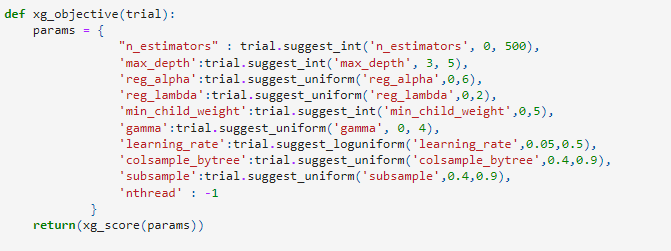 def xg_objective(trial):
    params = {
                "n_estimators" : trial.suggest_int('n_estimators', 0, 500),
                'max_depth':trial.suggest_int('max_depth', 3, 5),
                'reg_alpha':trial.suggest_uniform('reg_alpha',0,6),
                'reg_lambda':trial.suggest_uniform('reg_lambda',0,2),
                'min_child_weight':trial.suggest_int('min_child_weight',0,5),
                'gamma':trial.suggest_uniform('gamma', 0, 4),
                'learning_rate':trial.suggest_loguniform('learning_rate',0.05,0.5),
                'colsample_bytree':trial.suggest_uniform('colsample_bytree',0.4,0.9),
                'subsample':trial.suggest_uniform('subsample',0.4,0.9),
                'nthread' : -1
            }
    return(xg_score(params))